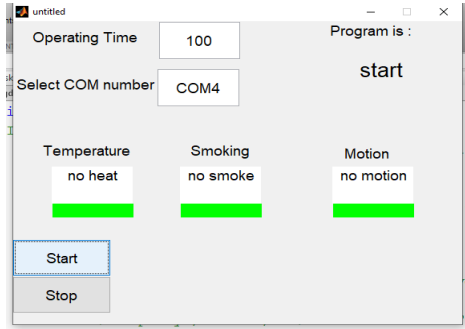 untitled
Operating Time
100
Program is :
start
Select COM number
COM4
Temperature
Smoking
Motion
no heat
no smoke
no motion
Start
Stop